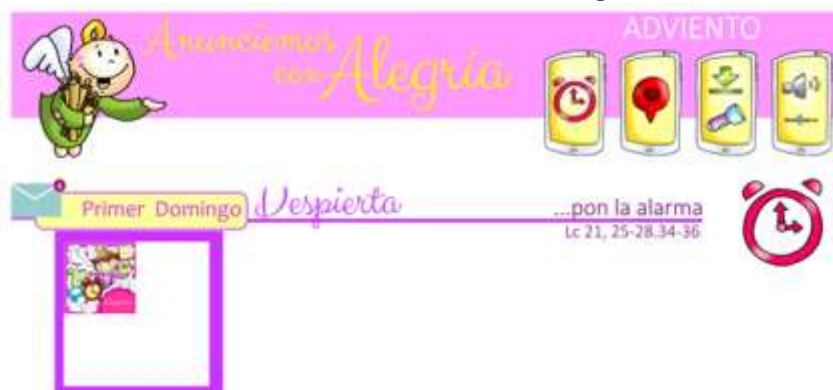 Anunciemos
con Alegría
ADVIENTO
Primer Domingo Despierta ...pon la alarma
Lc 21, 25-28.34-36